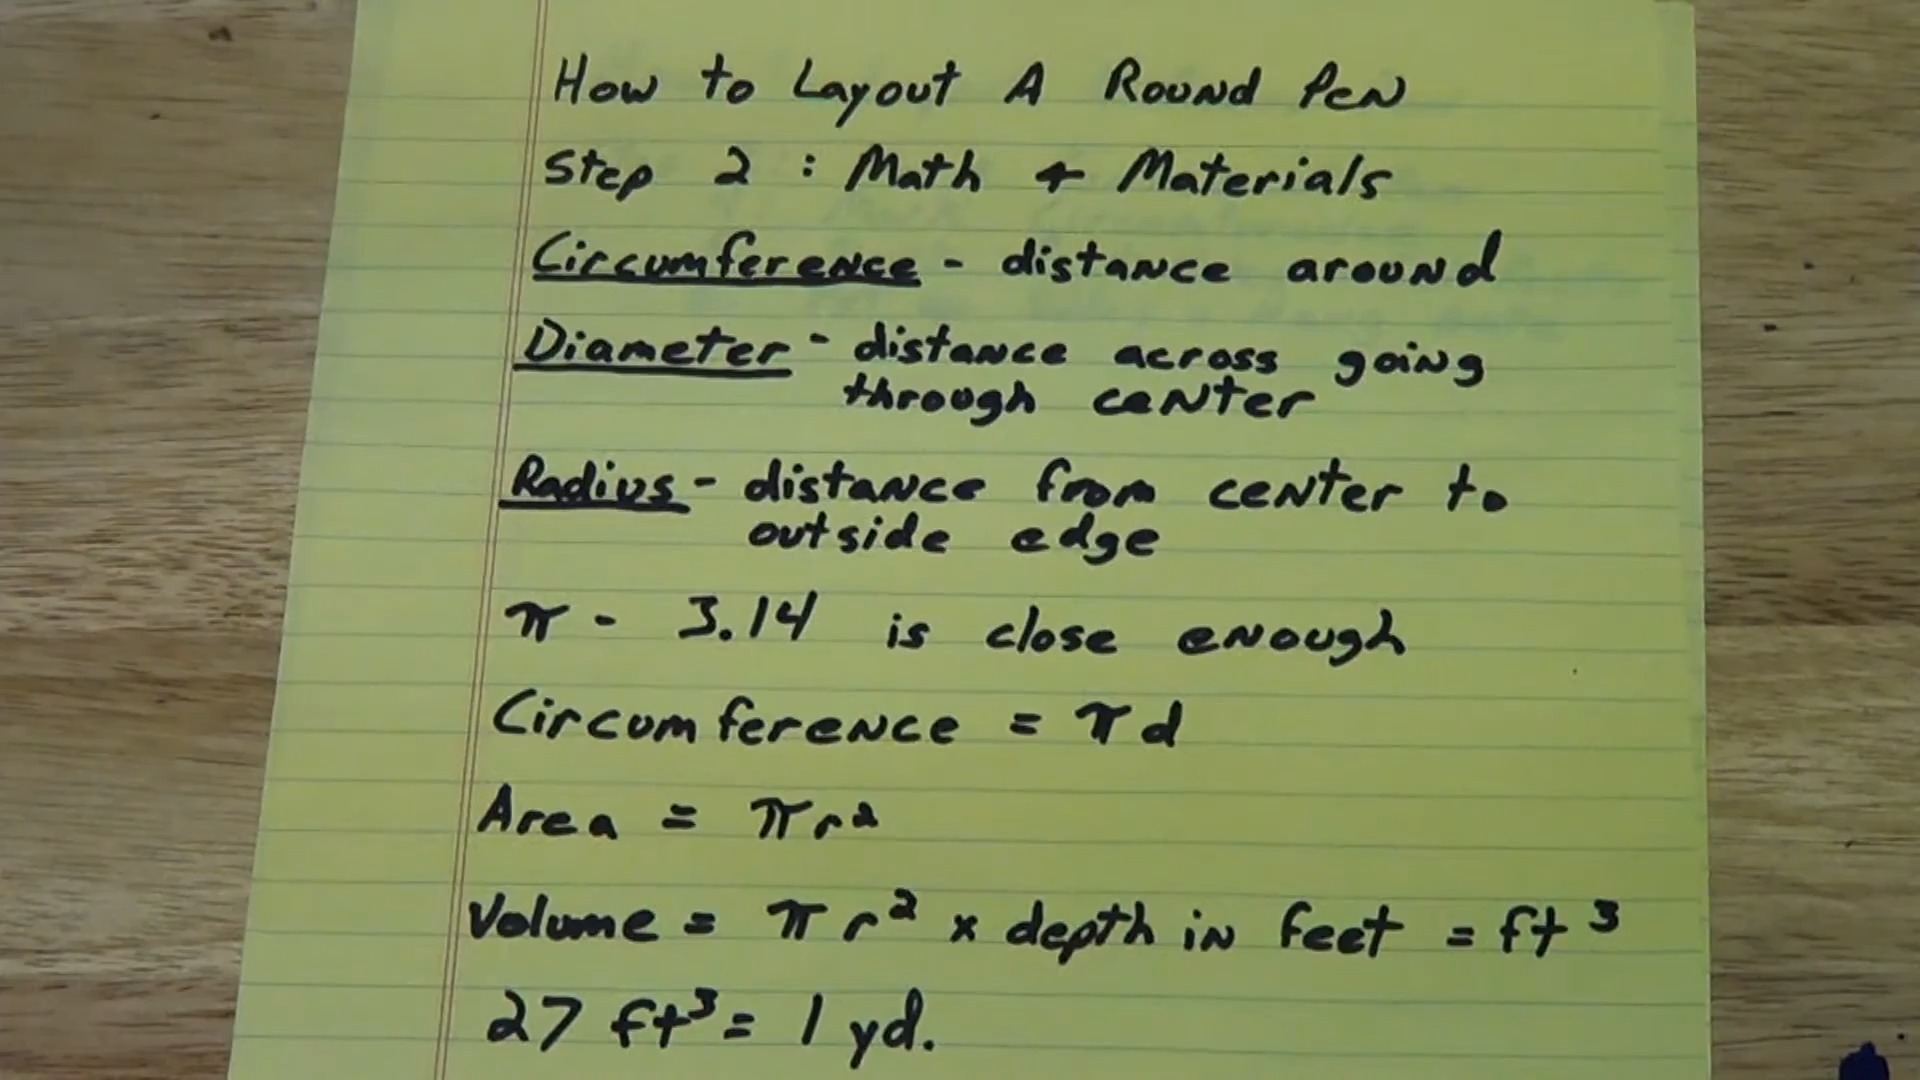 How to Layout A Round Pen
Step 2 : Math & Materials
Circumference - distance around
Diameter - distance across going
through center
Radius - distance from center to
outside edge
π - 3.14 is close enough
Circumference = πd
Area = πr²
Volume = πr² x depth in feet = ft³
27 ft³ = 1 yd.